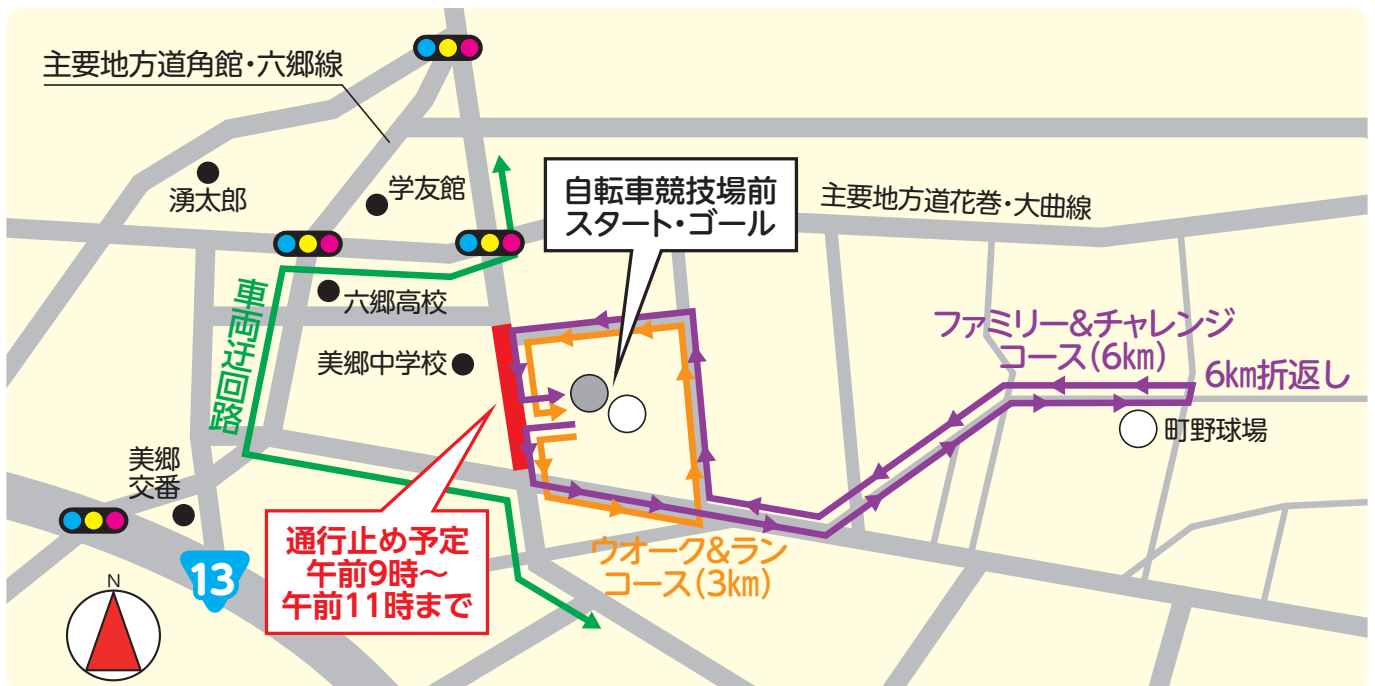 主要地方道角館・六郷線
湧太郎
学友館
自転車競技場前
スタート・ゴール
主要地方道花巻・大曲線
車両迂回路
六郷高校
美郷中学校
ファミリー&チャレンジ
コース(6km)
6km折返し
町野球場
美郷
交番
13
通行止め予定
午前9時～
午前11時まで
ウオーク&ラン
コース(3km)
N